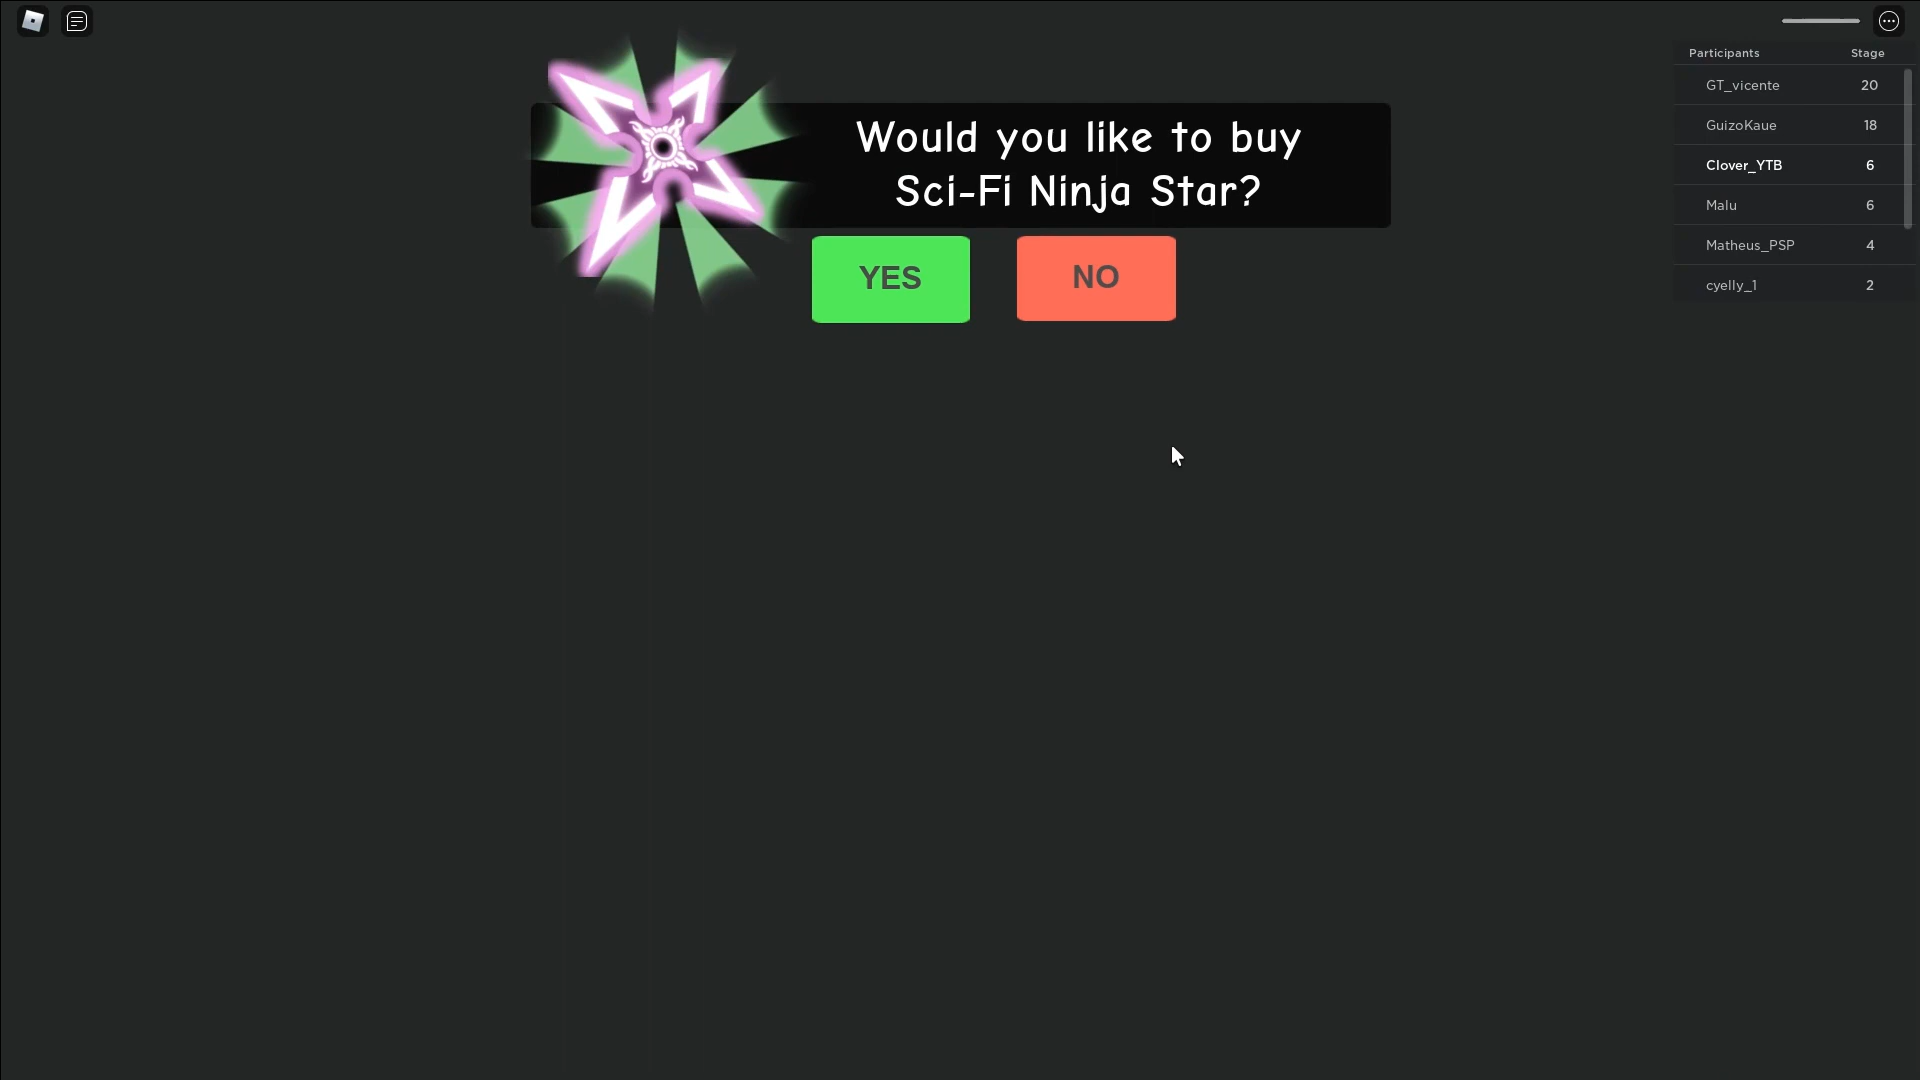 Would you like to buy
Sci-Fi Ninja Star?
YES
NO
Participants Stage
GT_vicente 20
GuizoKaue 18
Clover_YTB 6
Malu 6
Matheus_PSP 4
cyelly_1 2